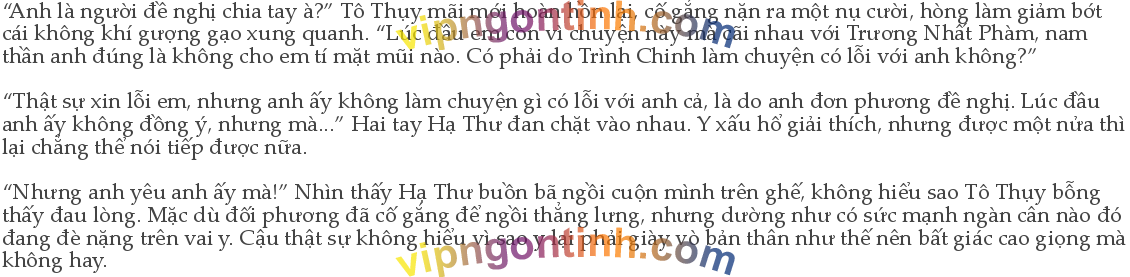 “Anh là người đề nghị chia tay à?” Tô Thụy mãi mới hoàn hồn lại, cố gắng nặn ra một nụ cười, hòng làm giảm bớt
cái không khí gượng gạo xung quanh. “Lúc đầu em còn vì chuyện này mà cãi nhau với Trương Nhất Phàm, nam
thần anh đúng là không cho em tí mặt mũi nào. Có phải do Trình Chinh làm chuyện có lỗi với anh không?”
“Thật sự xin lỗi em, nhưng anh ấy không làm chuyện gì có lỗi với anh cả, là do anh đơn phương đề nghị. Lúc đầu
anh ấy không đồng ý, nhưng mà...” Hai tay Hạ Thư đan chặt vào nhau. Y xấu hổ giải thích, nhưng được một nửa thì
lại chẳng thể nói tiếp được nữa.
“Nhưng anh yêu anh ấy mà!” Nhìn thấy Hạ Thư buồn bã ngồi cuộn mình trên ghế, không hiểu sao Tô Thụy bỗng
thấy đau lòng. Mặc dù đối phương đã cố gắng để ngồi thẳng lưng, nhưng dường như có sức mạnh ngàn cân nào đó
đang đè nặng trên vai y. Cậu thật sự không hiểu vì sao y lại phải giày vò bản thân như thế nên bất giác cao giọng mà
không hay.
vipngontinh.com
vipngontinh.com